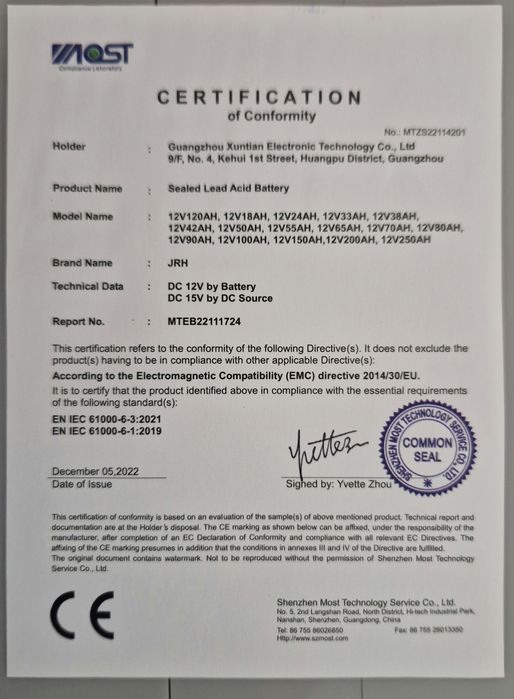 MOST
Compliance Laboratory
CERTIFICATION
of Conformity
No.: MTZS22114201
Holder : Guangzhou Xuntian Electronic Technology Co., Ltd
9/F, No. 4, Kehui 1st Street, Huangpu District, Guangzhou
Product Name : Sealed Lead Acid Battery
Model Name : 12V120AH, 12V18AH, 12V24AH, 12V33AH, 12V38AH,
12V42AH, 12V50AH, 12V55AH, 12V65AH, 12V70AH, 12V80AH,
12V90AH, 12V100AH, 12V150AH,12V200AH, 12V250AH
Brand Name : JRH
Technical Data : DC 12V by Battery
DC 15V by DC Source
Report No. : MTEB22111724
This certification refers to the conformity of the following Directive(s). It does not exclude the
product(s) having to be in compliance with other applicable Directive(s):
According to the Electromagnetic Compatibility (EMC) directive 2014/30/EU.
It is to certify that the product identified above in compliance with the essential requirements
of the following standard(s):
EN IEC 61000-6-3:2021
EN IEC 61000-6-1:2019
SHENZHEN MOST TECHNOLOGY SERVICE CO., LTD.
COMMON
SEAL
December 05,2022
Date of Issue
Signed by: Yvette Zhou
This certification of conformity is based on an evaluation of the sample(s) of above mentioned product. Technical report and
documentation are at the Holder's disposal. The CE marking as shown below can be affixed, under the responsibility of the
manufacturer, after completion of an EC Declaration of Conformity and compliance with all relevant EC Directives. The
affixing of the CE marking presumes in addition that the conditions in annexes III and IV of the Directive are fulfilled.
The original document contains watermark. Not to be reproduced without the permission of Shenzhen Most Technology
Service Co., Ltd.
CE
Shenzhen Most Technology Service Co., Ltd.
No. 5, 2nd Langshan Road, North District, Hi-tech Industrial Park,
Nanshan, Shenzhen, Guangdong, China
Tel: 86 755 86026850 Fax: 86 755 26013350
Http://www.szmost.com